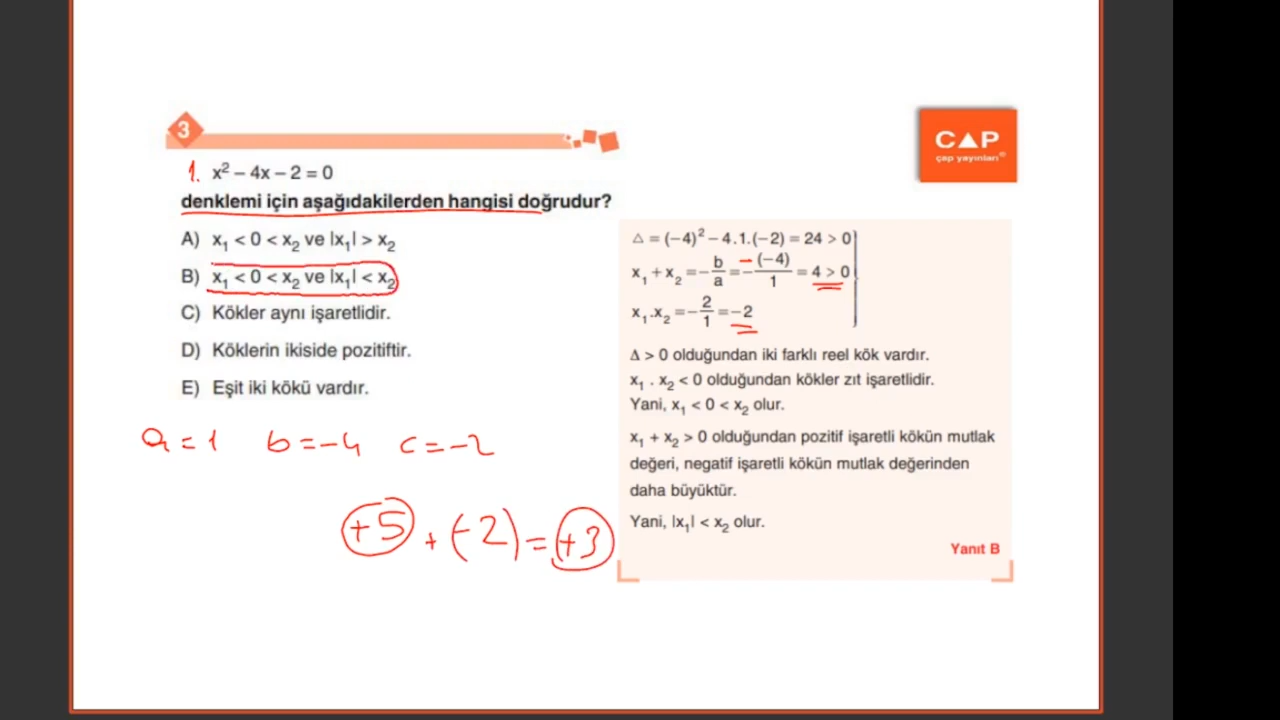 3
CAP
çap yayınları®
1. x² – 4x – 2 = 0
denklemi için aşağıdakilerden hangisi doğrudur?
A) x₁ < 0 < x₂ ve |x₁| > x₂
B) x₁ < 0 < x₂ ve |x₁| < x₂
C) Kökler aynı işaretlidir.
D) Köklerin ikiside pozitiftir.
E) Eşit iki kökü vardır.
a = 1 b = -4 c = -2
+5 + (-2) = +3
△ = (–4)² – 4.1.(–2) = 24 > 0
x₁ + x₂ = – b/a = – (–4)/1 = 4 > 0
x₁.x₂ = – 2/1 = –2
Δ > 0 olduğundan iki farklı reel kök vardır.
x₁ . x₂ < 0 olduğundan kökler zıt işaretlidir.
Yani, x₁ < 0 < x₂ olur.
x₁ + x₂ > 0 olduğundan pozitif işaretli kökün mutlak
değeri, negatif işaretli kökün mutlak değerinden
daha büyüktür.
Yani, |x₁| < x₂ olur.
Yanıt B